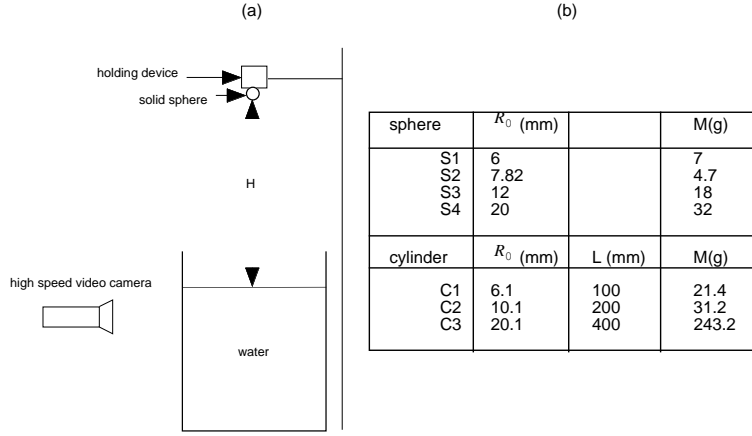 (a)
holding device
solid sphere
H
high speed video camera
water
(b)
sphere R0 (mm) M(g)
S1 6 7
S2 7.82 4.7
S3 12 18
S4 20 32
cylinder R0 (mm) L (mm) M(g)
C1 6.1 100 21.4
C2 10.1 200 31.2
C3 20.1 400 243.2